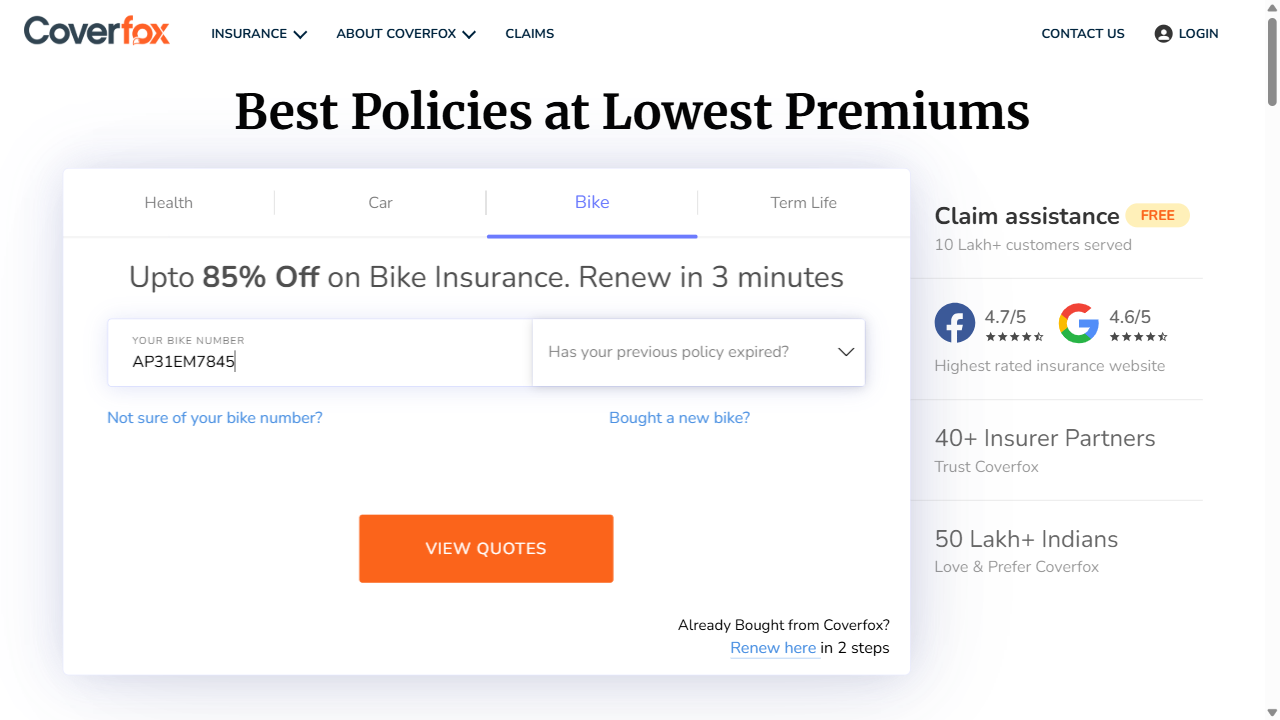 Coverfox
INSURANCE
ABOUT COVERFOX
CLAIMS
CONTACT US
LOGIN
Best Policies at Lowest Premiums
Health
Car
Bike
Term Life
Upto 85% Off on Bike Insurance. Renew in 3 minutes
YOUR BIKE NUMBER
AP31EM7845
Has your previous policy expired?
Not sure of your bike number?
Bought a new bike?
VIEW QUOTES
Already Bought from Coverfox?
Renew here in 2 steps
Claim assistance FREE
10 Lakh+ customers served
4.7/5
4.6/5
Highest rated insurance website
40+ Insurer Partners
Trust Coverfox
50 Lakh+ Indians
Love & Prefer Coverfox